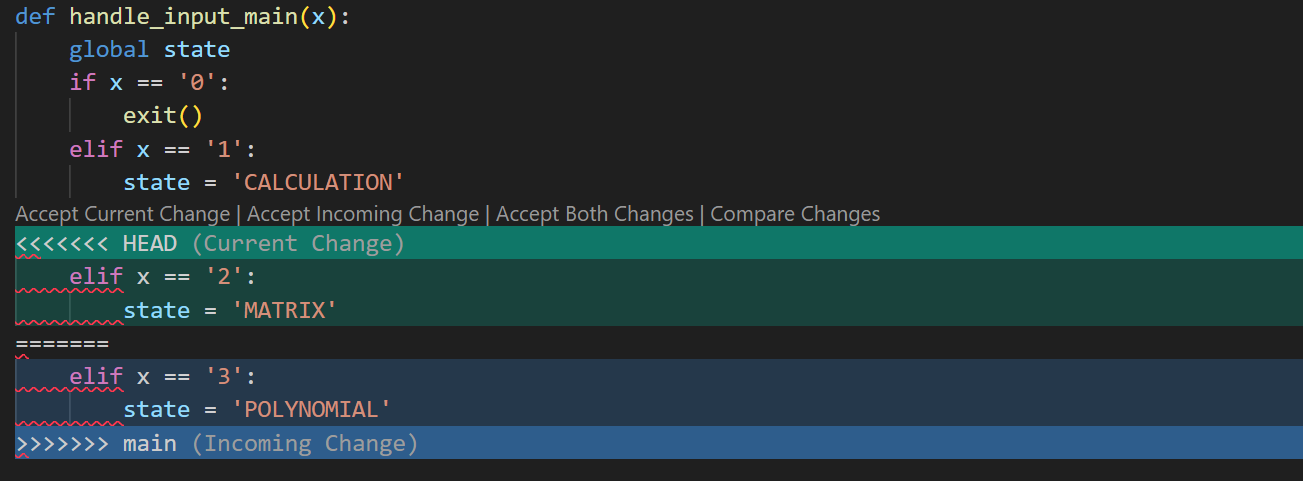 def handle_input_main(x):
    global state
    if x == '0':
        exit()
    elif x == '1':
        state = 'CALCULATION'
Accept Current Change | Accept Incoming Change | Accept Both Changes | Compare Changes
<<<<<<< HEAD (Current Change)
    elif x == '2':
        state = 'MATRIX'
=======
    elif x == '3':
        state = 'POLYNOMIAL'
>>>>>>> main (Incoming Change)